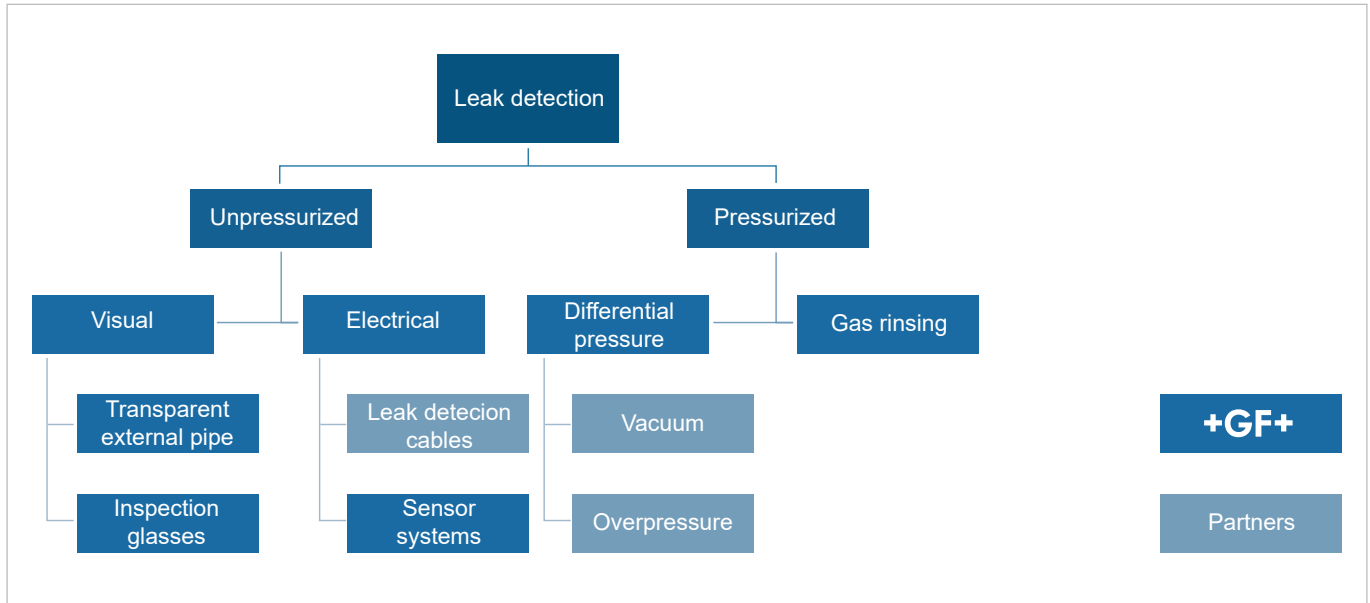 Leak detection
Unpressurized
Pressurized
Visual
Electrical
Differential
pressure
Gas rinsing
Transparent
external pipe
Leak detecion
cables
Vacuum
+GF+
Inspection
glasses
Sensor
systems
Overpressure
Partners